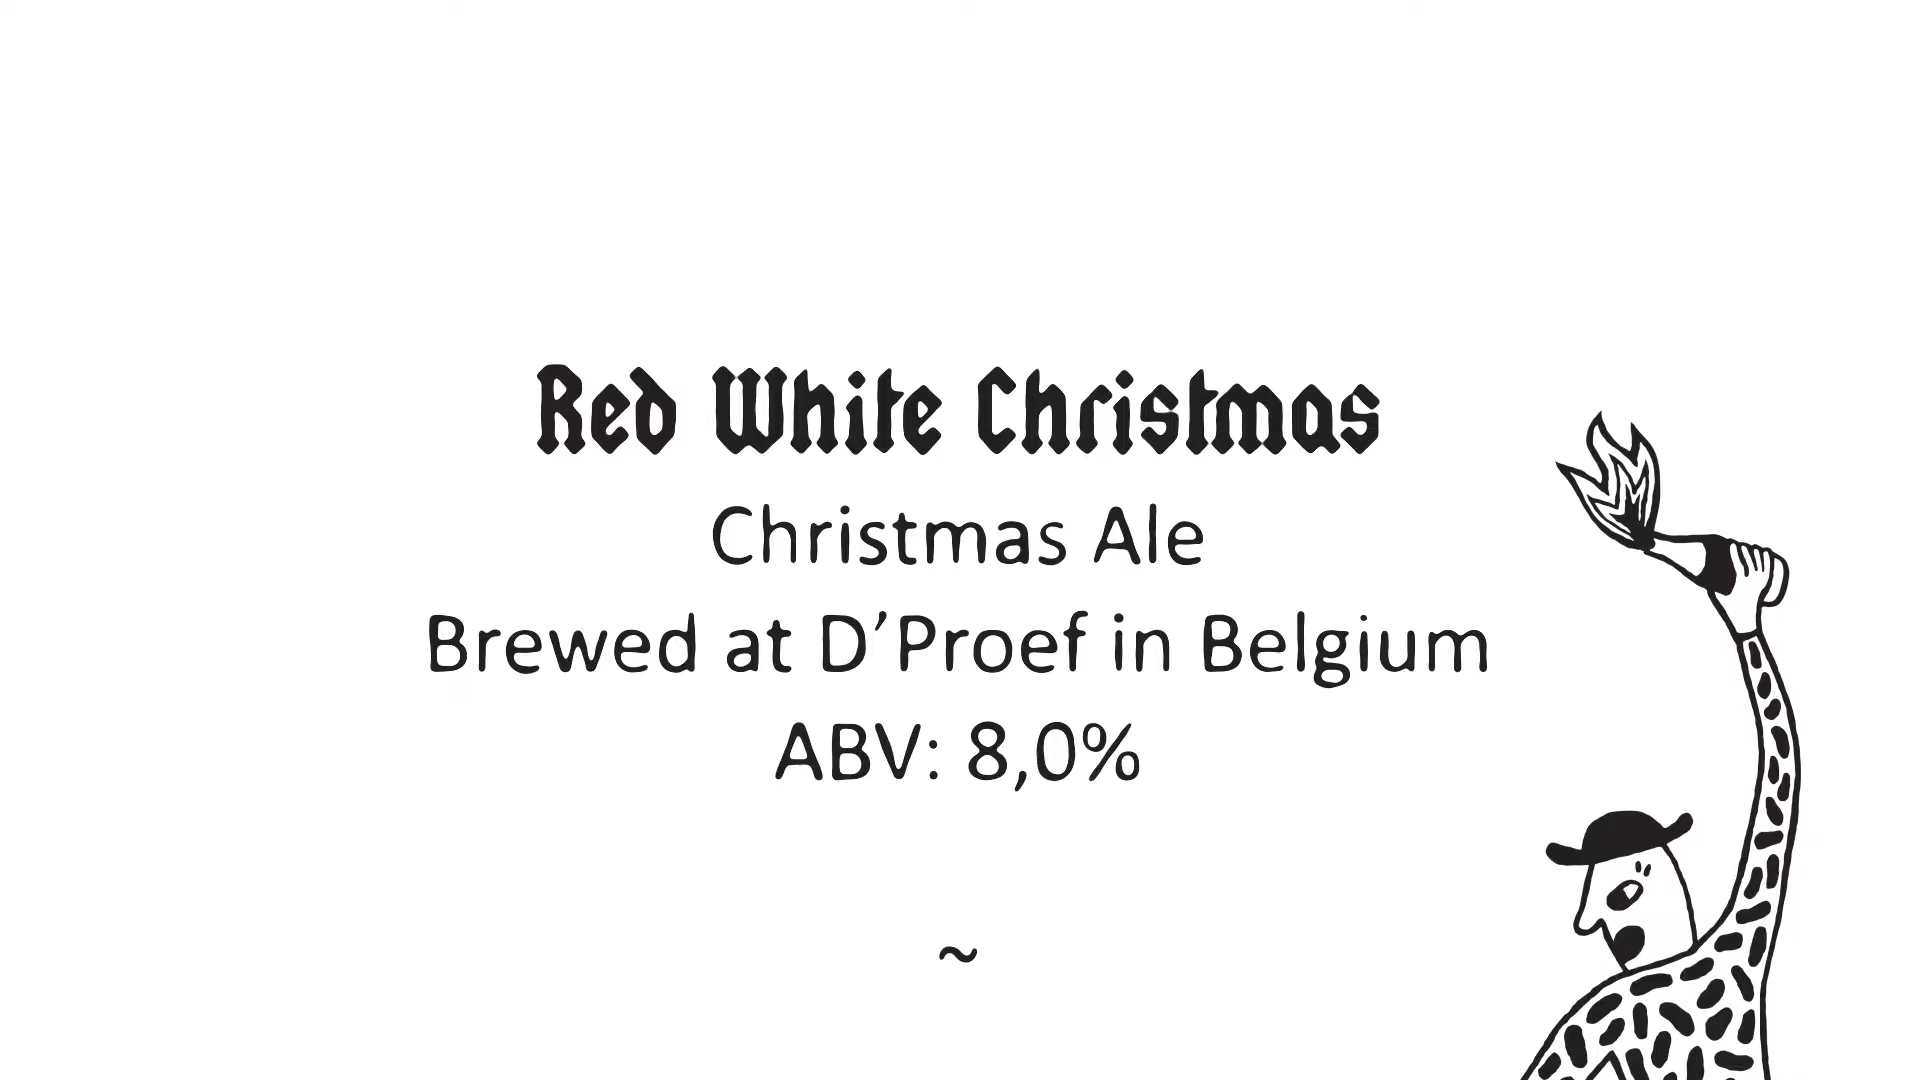 Red White Christmas
Christmas Ale
Brewed at D’Proef in Belgium
ABV: 8,0%
~